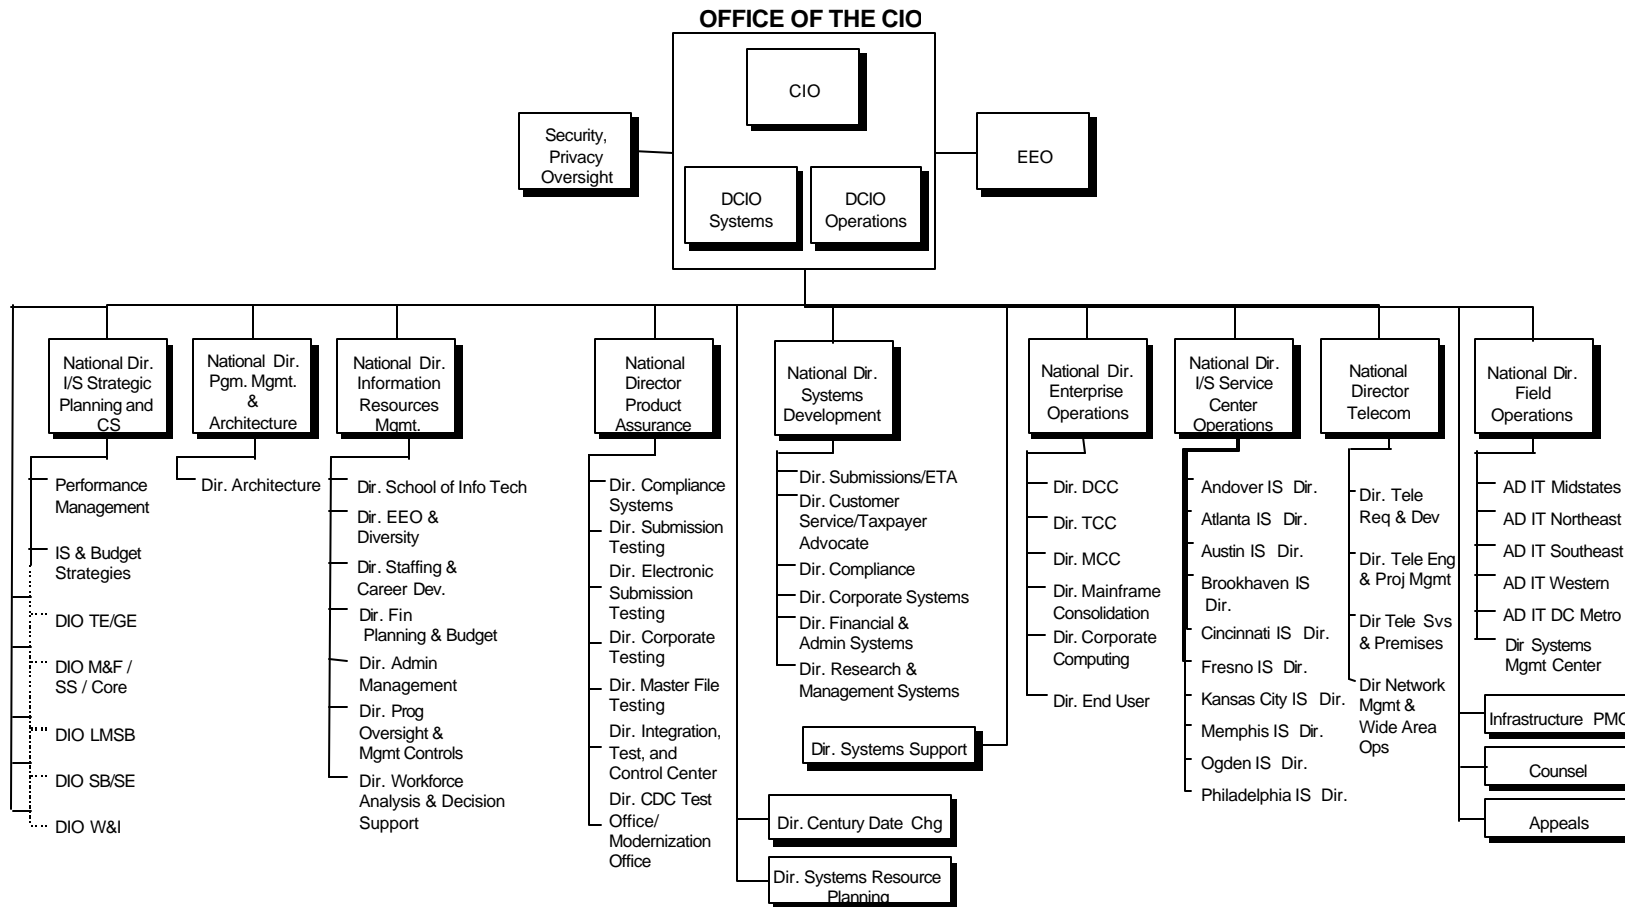 OFFICE OF THE CIO
CIO
Security,
Privacy
Oversight
EEO
DCIO
Systems
DCIO
Operations
National Dir.
I/S Strategic
Planning and
CS
Performance
Management
IS & Budget
Strategies
DIO TE/GE
DIO M&F /
SS / Core
DIO LMSB
DIO SB/SE
DIO W&I
National Dir.
Pgm. Mgmt.
&
Architecture
Dir. Architecture
National Dir.
Information
Resources
Mgmt.
Dir. School of Info Tech
Dir. EEO &
Diversity
Dir. Staffing &
Career Dev.
Dir. Fin
Planning & Budget
Dir. Admin
Management
Dir. Prog
Oversight &
Mgmt Controls
Dir. Workforce
Analysis & Decision
Support
National
Director
Product
Assurance
Dir. Compliance
Systems
Dir. Submission
Testing
Dir. Electronic
Submission
Testing
Dir. Corporate
Testing
Dir. Master File
Testing
Dir. Integration,
Test, and
Control Center
Dir. CDC Test
Office/
Modernization
Office
National Dir.
Systems
Development
Dir. Submissions/ETA
Dir. Customer
Service/Taxpayer
Advocate
Dir. Compliance
Dir. Corporate Systems
Dir. Financial &
Admin Systems
Dir. Research &
Management Systems
Dir. Systems Support
Dir. Century Date Chg
Dir. Systems Resource
Planning
National Dir.
Enterprise
Operations
Dir. DCC
Dir. TCC
Dir. MCC
Dir. Mainframe
Consolidation
Dir. Corporate
Computing
Dir. End User
National Dir.
I/S Service
Center
Operations
Andover IS Dir.
Atlanta IS Dir.
Austin IS Dir.
Brookhaven IS
Dir.
Cincinnati IS Dir.
Fresno IS Dir.
Kansas City IS Dir.
Memphis IS Dir.
Ogden IS Dir.
Philadelphia IS Dir.
National
Director
Telecom
Dir. Tele
Req & Dev
Dir. Tele Eng
& Proj Mgmt
Dir Tele Svs
& Premises
Dir Network
Mgmt &
Wide Area
Ops
National Dir.
Field
Operations
AD IT Midstates
AD IT Northeast
AD IT Southeast
AD IT Western
AD IT DC Metro
Dir Systems
Mgmt Center
Infrastructure PMO
Counsel
Appeals